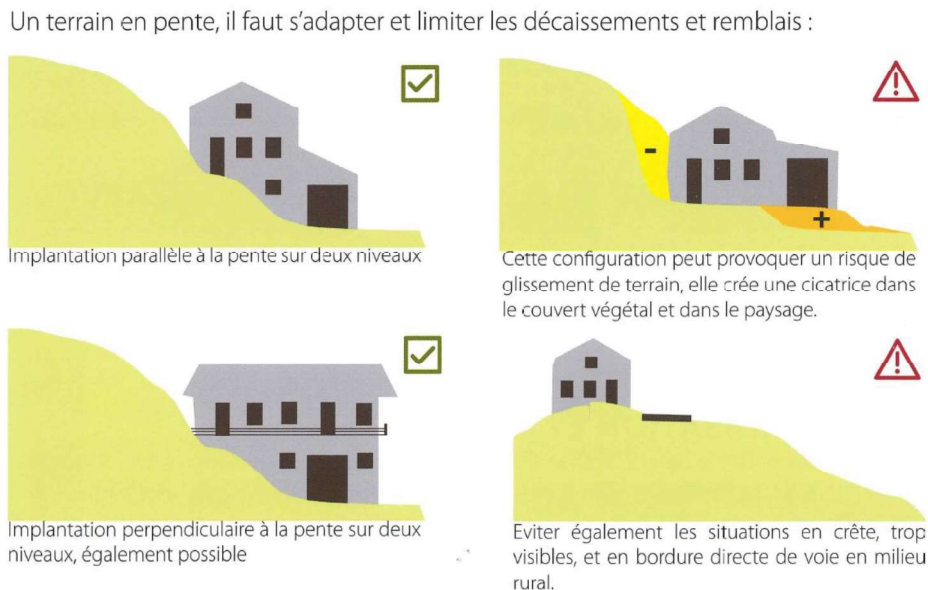 Un terrain en pente, il faut s'adapter et limiter les décaissements et remblais :
Implantation parallèle à la pente sur deux niveaux
-
+
Cette configuration peut provoquer un risque de
glissement de terrain, elle crée une cicatrice dans
le couvert végétal et dans le paysage.
Implantation perpendiculaire à la pente sur deux
niveaux, également possible
Eviter également les situations en crête, trop
visibles, et en bordure directe de voie en milieu
rural.